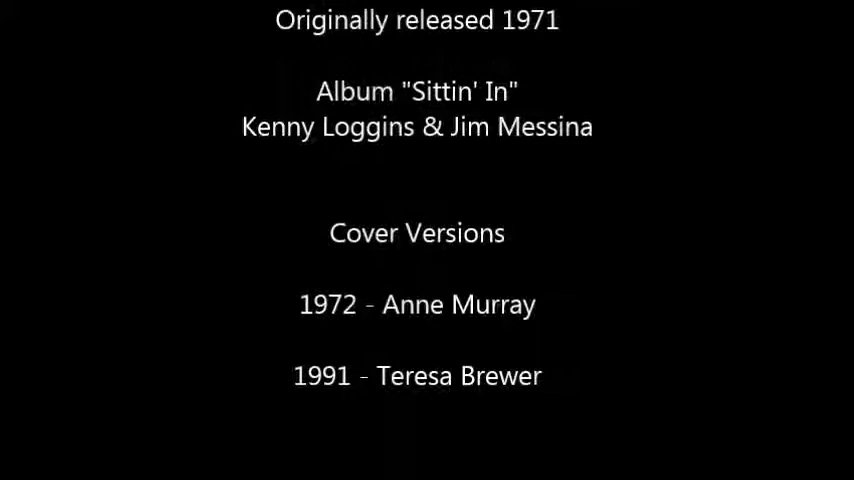 Originally released 1971
Album "Sittin' In"
Kenny Loggins & Jim Messina
Cover Versions
1972 - Anne Murray
1991 - Teresa Brewer